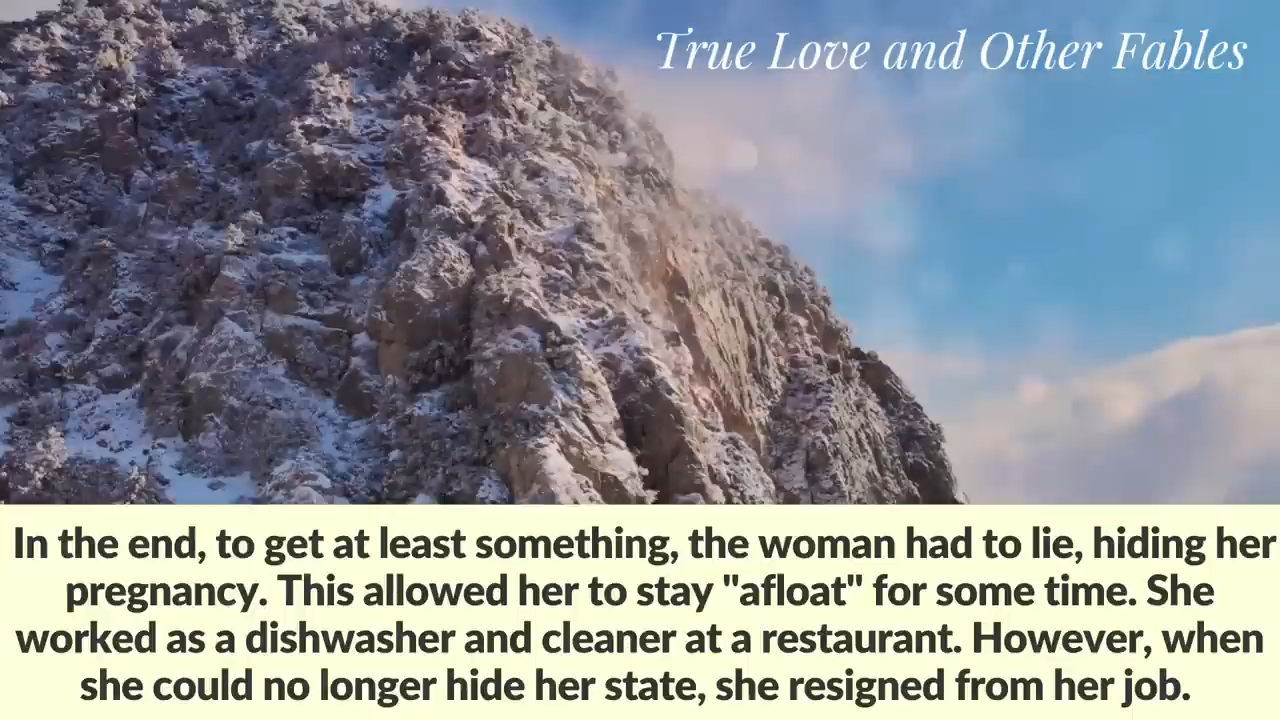 True Love and Other Fables
In the end, to get at least something, the woman had to lie, hiding her
pregnancy. This allowed her to stay "afloat" for some time. She
worked as a dishwasher and cleaner at a restaurant. However, when
she could no longer hide her state, she resigned from her job.